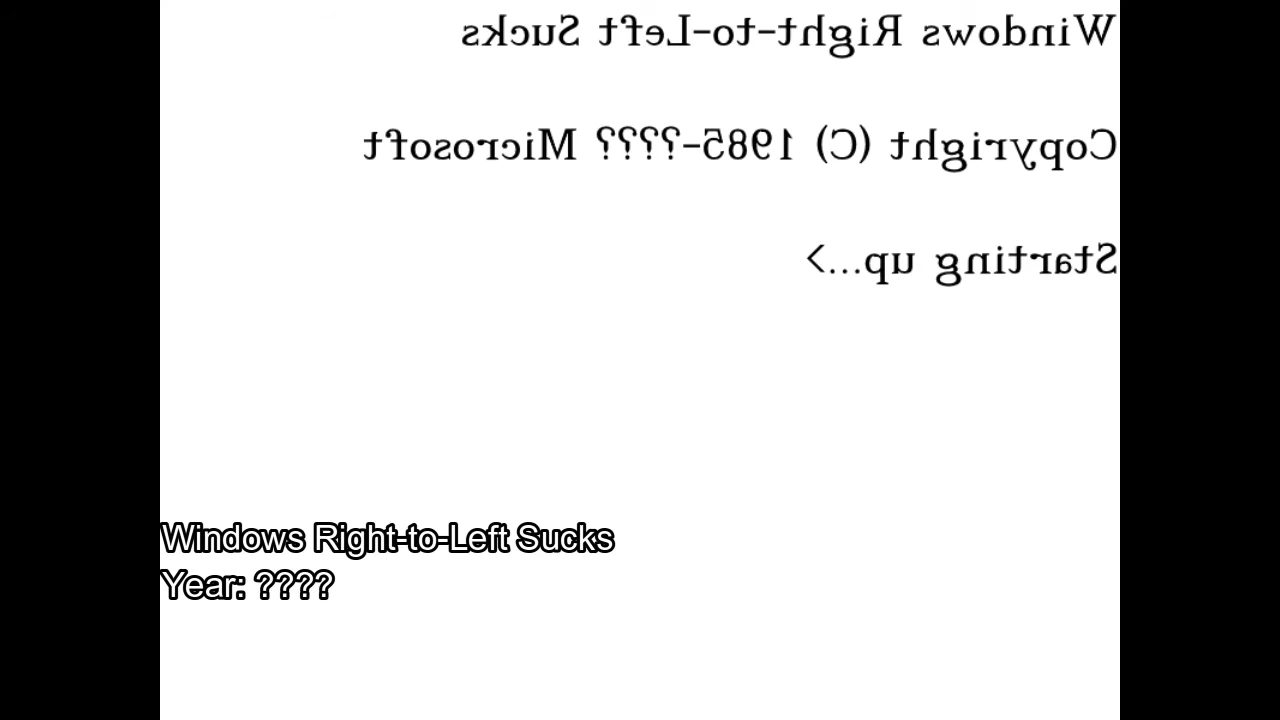 Windows Right-to-Left Sucks
Copyright (C) 1985-???? Microsoft
Starting up...>
Windows Right-to-Left Sucks
Year: ????